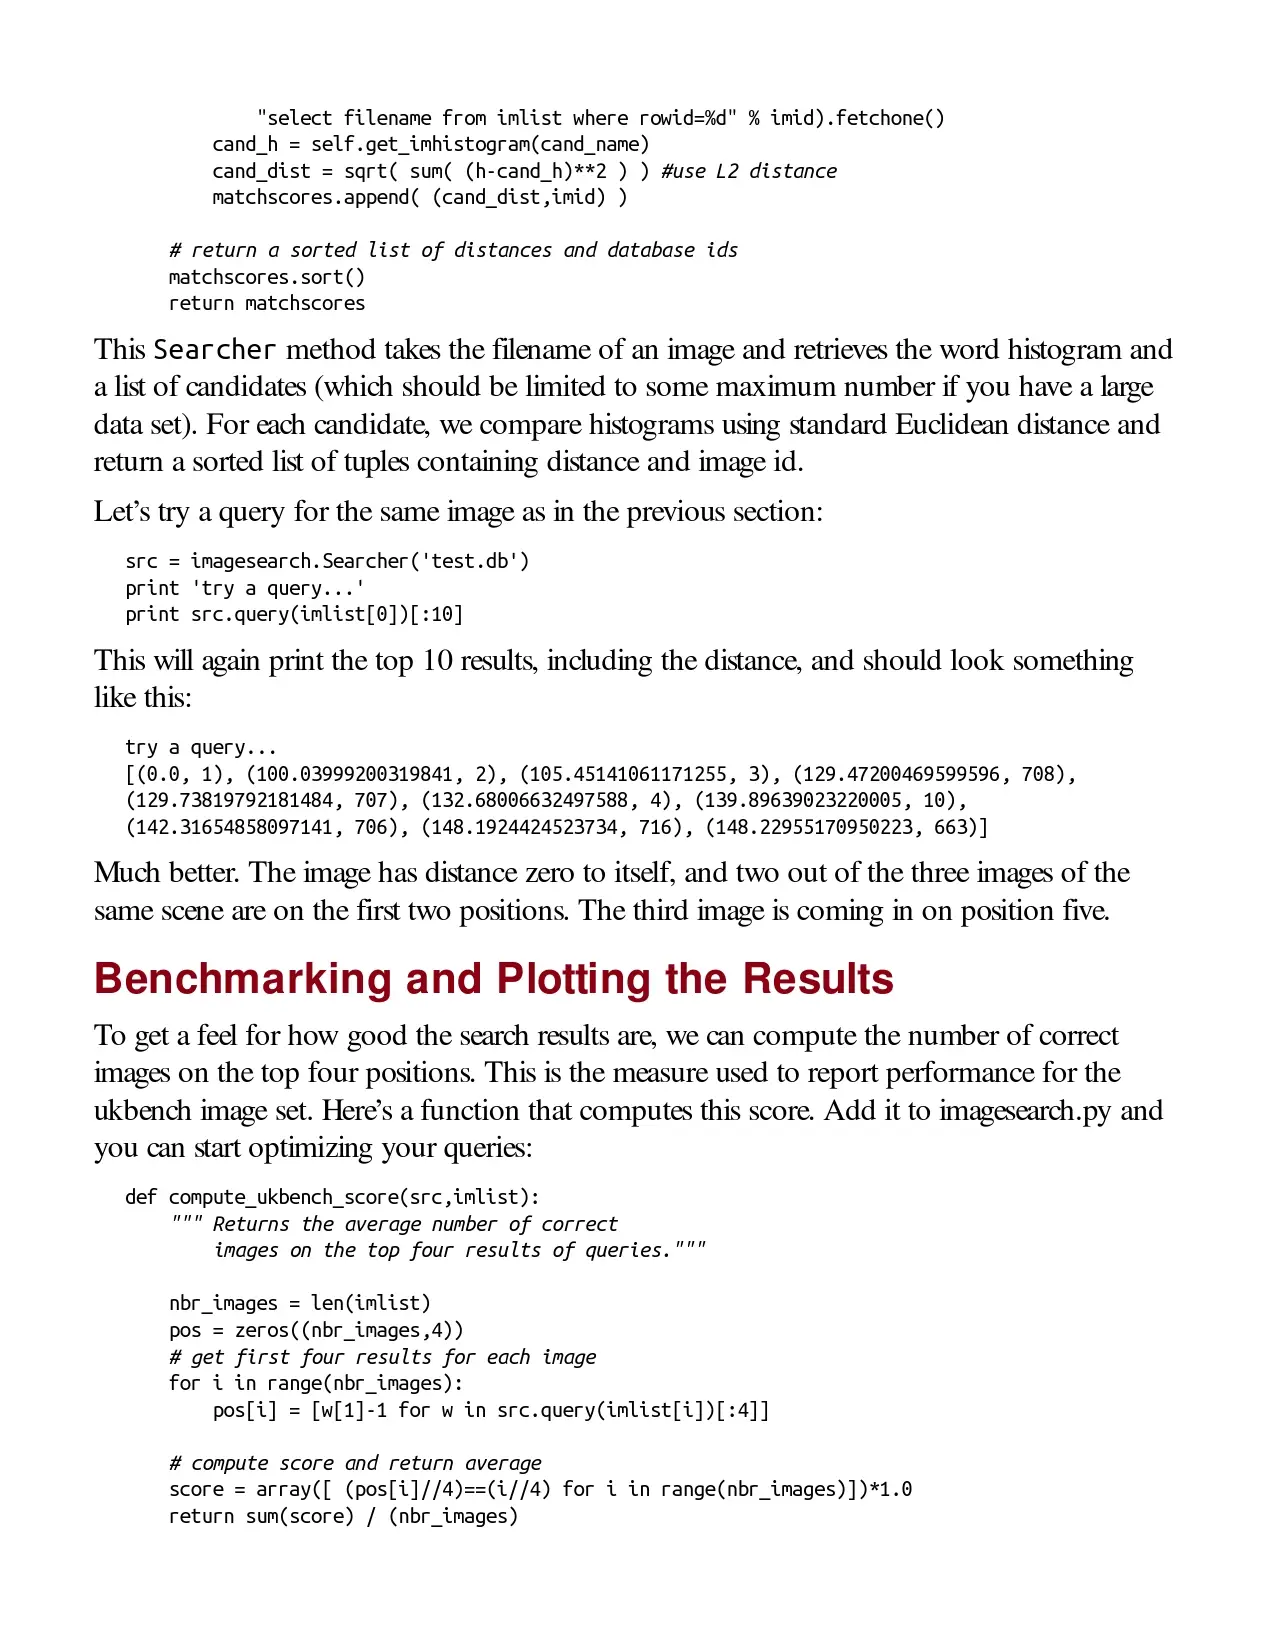 "select filename from imlist where rowid=%d" % imid).fetchone()
cand_h = self.get_imhistogram(cand_name)
cand_dist = sqrt( sum( (h-cand_h)**2 ) ) #use L2 distance
matchscores.append( (cand_dist,imid) )
# return a sorted list of distances and database ids
matchscores.sort()
return matchscores
This Searcher method takes the filename of an image and retrieves the word histogram and
a list of candidates (which should be limited to some maximum number if you have a large
data set). For each candidate, we compare histograms using standard Euclidean distance and
return a sorted list of tuples containing distance and image id.
Let’s try a query for the same image as in the previous section:
src = imagesearch.Searcher('test.db')
print 'try a query...'
print src.query(imlist[0])[:10]
This will again print the top 10 results, including the distance, and should look something
like this:
try a query...
[(0.0, 1), (100.03999200319841, 2), (105.45141061171255, 3), (129.47200469599596, 708),
(129.73819792181484, 707), (132.68006632497588, 4), (139.89639023220005, 10),
(142.31654858097141, 706), (148.1924424523734, 716), (148.22955170950223, 663)]
Much better. The image has distance zero to itself, and two out of the three images of the
same scene are on the first two positions. The third image is coming in on position five.
Benchmarking and Plotting the Results
To get a feel for how good the search results are, we can compute the number of correct
images on the top four positions. This is the measure used to report performance for the
ukbench image set. Here’s a function that computes this score. Add it to imagesearch.py and
you can start optimizing your queries:
def compute_ukbench_score(src,imlist):
""" Returns the average number of correct
images on the top four results of queries."""
nbr_images = len(imlist)
pos = zeros((nbr_images,4))
# get first four results for each image
for i in range(nbr_images):
pos[i] = [w[1]-1 for w in src.query(imlist[i])[:4]]
# compute score and return average
score = array([ (pos[i]//4)==(i//4) for i in range(nbr_images)])*1.0
return sum(score) / (nbr_images)